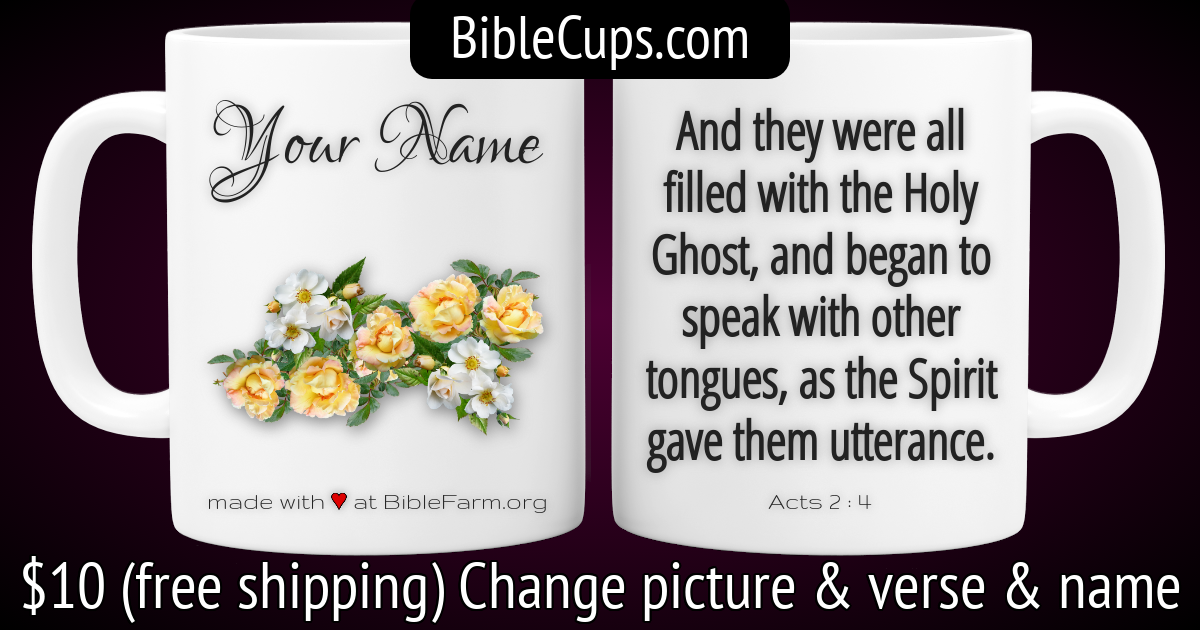 BibleCups.com
Your Name
made with ♥ at BibleFarm.org
And they were all
filled with the Holy
Ghost, and began to
speak with other
tongues, as the Spirit
gave them utterance.
Acts 2 : 4
$10 (free shipping) Change picture & verse & name